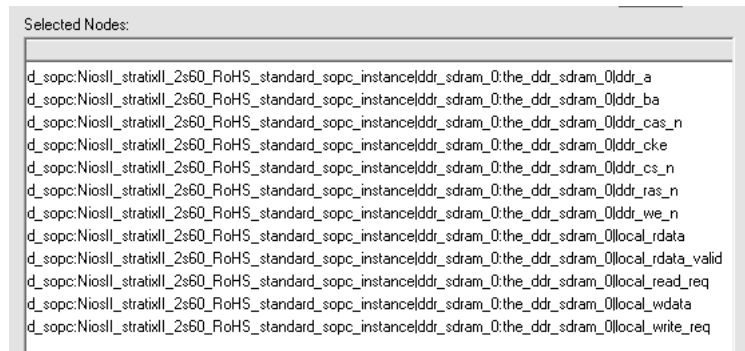 Selected Nodes:
d_sopc:NiosII_stratixII_2s60_RoHS_standard_sopc_instance|ddr_sdram_0:the_ddr_sdram_0|ddr_a
d_sopc:NiosII_stratixII_2s60_RoHS_standard_sopc_instance|ddr_sdram_0:the_ddr_sdram_0|ddr_ba
d_sopc:NiosII_stratixII_2s60_RoHS_standard_sopc_instance|ddr_sdram_0:the_ddr_sdram_0|ddr_cas_n
d_sopc:NiosII_stratixII_2s60_RoHS_standard_sopc_instance|ddr_sdram_0:the_ddr_sdram_0|ddr_cke
d_sopc:NiosII_stratixII_2s60_RoHS_standard_sopc_instance|ddr_sdram_0:the_ddr_sdram_0|ddr_cs_n
d_sopc:NiosII_stratixII_2s60_RoHS_standard_sopc_instance|ddr_sdram_0:the_ddr_sdram_0|ddr_ras_n
d_sopc:NiosII_stratixII_2s60_RoHS_standard_sopc_instance|ddr_sdram_0:the_ddr_sdram_0|ddr_we_n
d_sopc:NiosII_stratixII_2s60_RoHS_standard_sopc_instance|ddr_sdram_0:the_ddr_sdram_0|local_rdata
d_sopc:NiosII_stratixII_2s60_RoHS_standard_sopc_instance|ddr_sdram_0:the_ddr_sdram_0|local_rdata_valid
d_sopc:NiosII_stratixII_2s60_RoHS_standard_sopc_instance|ddr_sdram_0:the_ddr_sdram_0|local_read_req
d_sopc:NiosII_stratixII_2s60_RoHS_standard_sopc_instance|ddr_sdram_0:the_ddr_sdram_0|local_wdata
d_sopc:NiosII_stratixII_2s60_RoHS_standard_sopc_instance|ddr_sdram_0:the_ddr_sdram_0|local_write_req